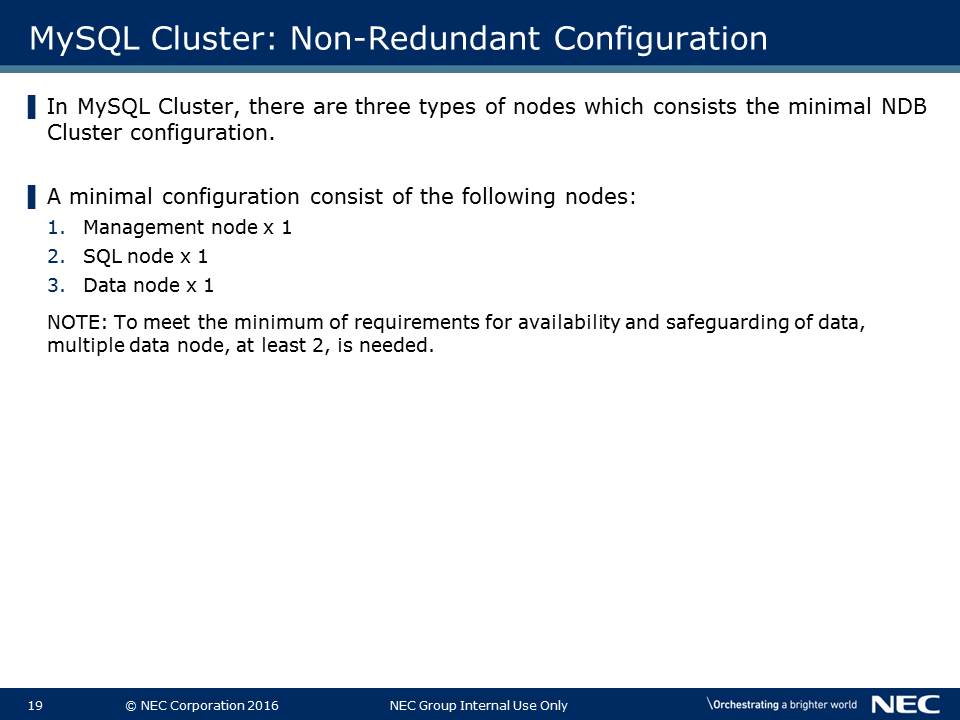 MySQL Cluster: Non-Redundant Configuration
In MySQL Cluster, there are three types of nodes which consists the minimal NDB
Cluster configuration.
A minimal configuration consist of the following nodes:
1. Management node x 1
2. SQL node x 1
3. Data node x 1
NOTE: To meet the minimum of requirements for availability and safeguarding of data,
multiple data node, at least 2, is needed.
19 © NEC Corporation 2016 NEC Group Internal Use Only \Orchestrating a brighter world NEC